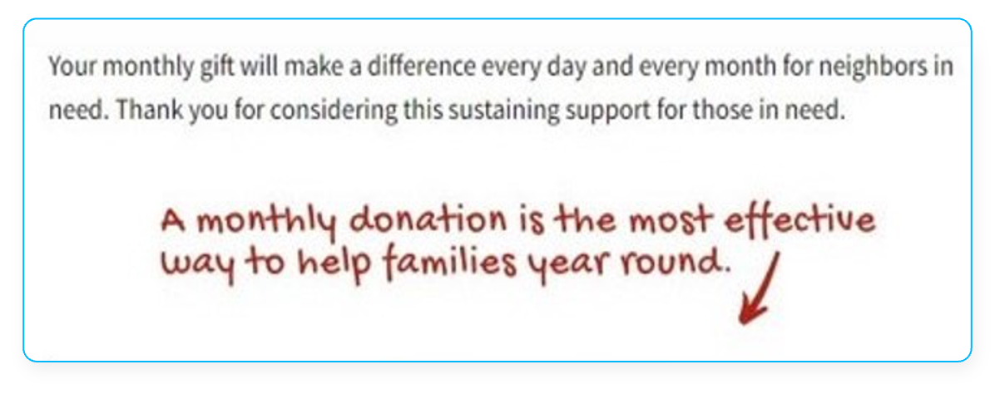 Your monthly gift will make a difference every day and every month for neighbors in
need. Thank you for considering this sustaining support for those in need.
A monthly donation is the most effective
way to help families year round.